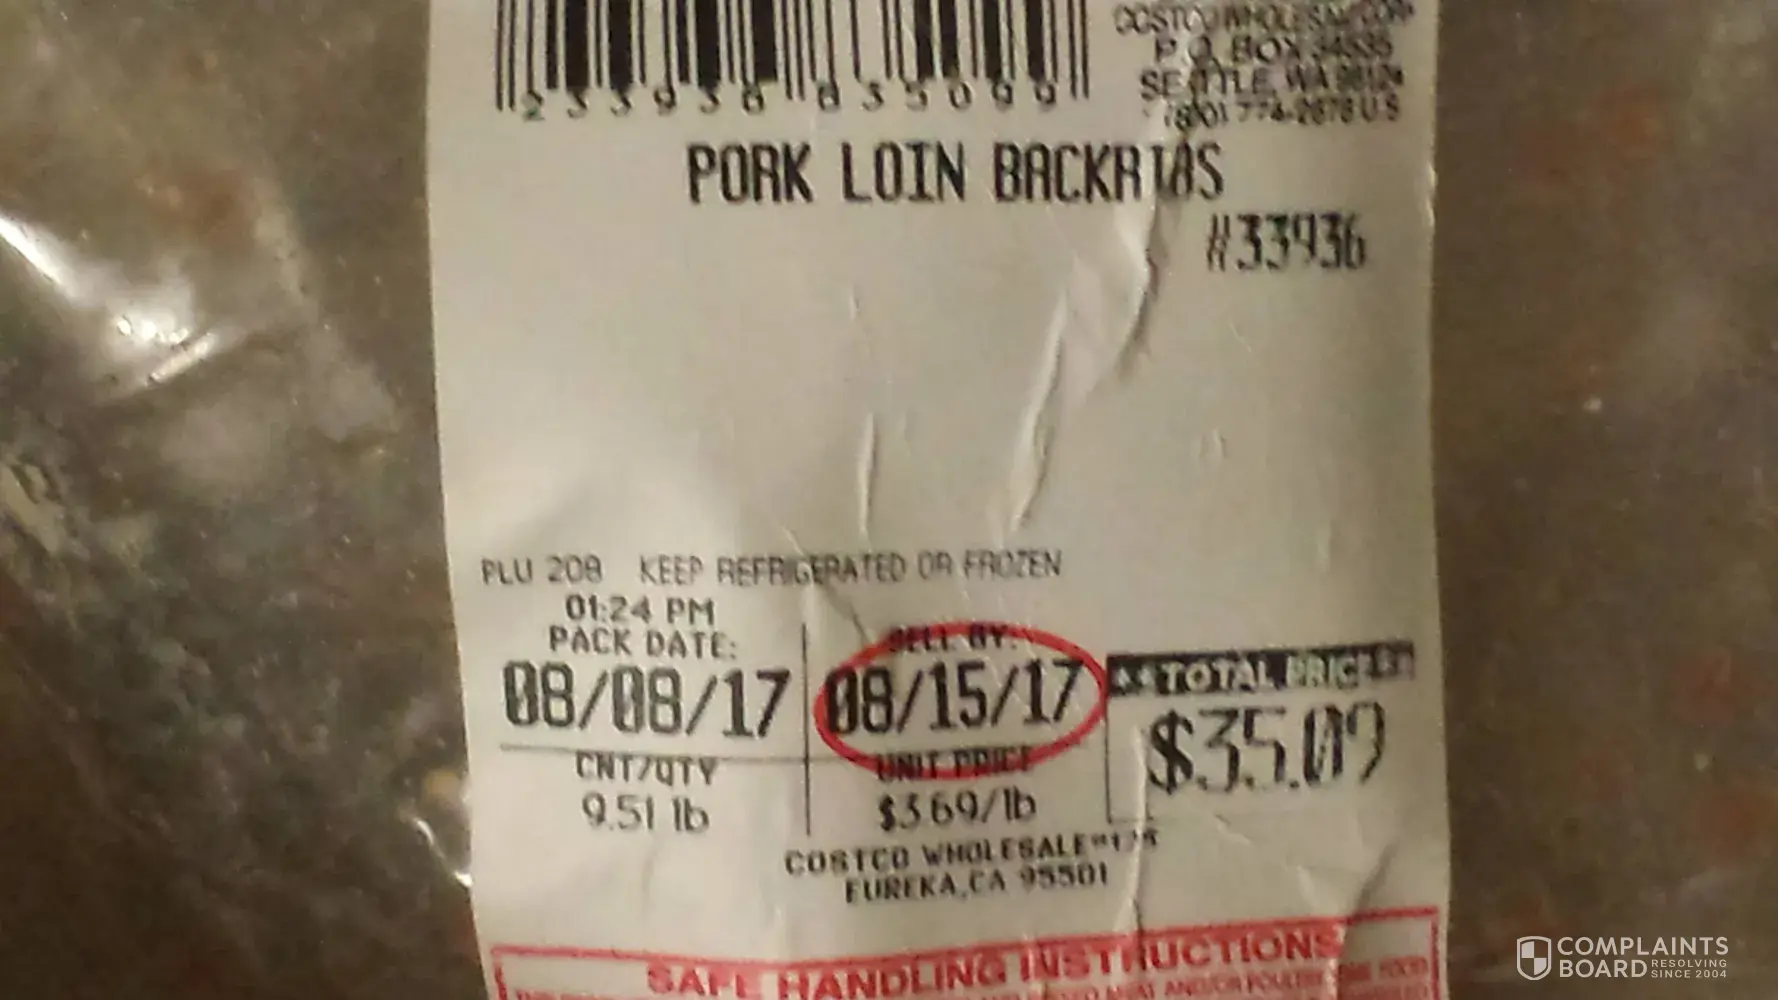 COSTCO WHOLESALE CORP
P.O. BOX 34535
SEATTLE, WA 98124
PORK LOIN BACKRIBS
#33936
PLU 208 KEEP REFRIGERATED OR FROZEN
01:24 PM
PACK DATE:
08/08/17
SELL BY:
08/15/17
TOTAL PRICE
$35.09
CNT/QTY
9.51 lb
UNIT PRICE
$3.69/lb
COSTCO WHOLESALE
EUREKA, CA 95501
SAFE HANDLING INSTRUCTIONS
COMPLAINTS
BOARD RESOLVING
SINCE 2004